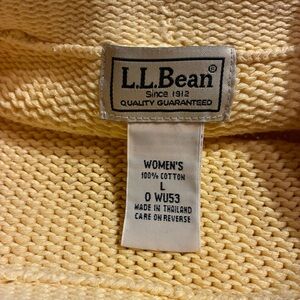 L.L.Bean®
Since 1912
QUALITY GUARANTEED
WOMEN'S
100% COTTON
L
0 WU53
MADE IN THAILAND
CARE ON REVERSE